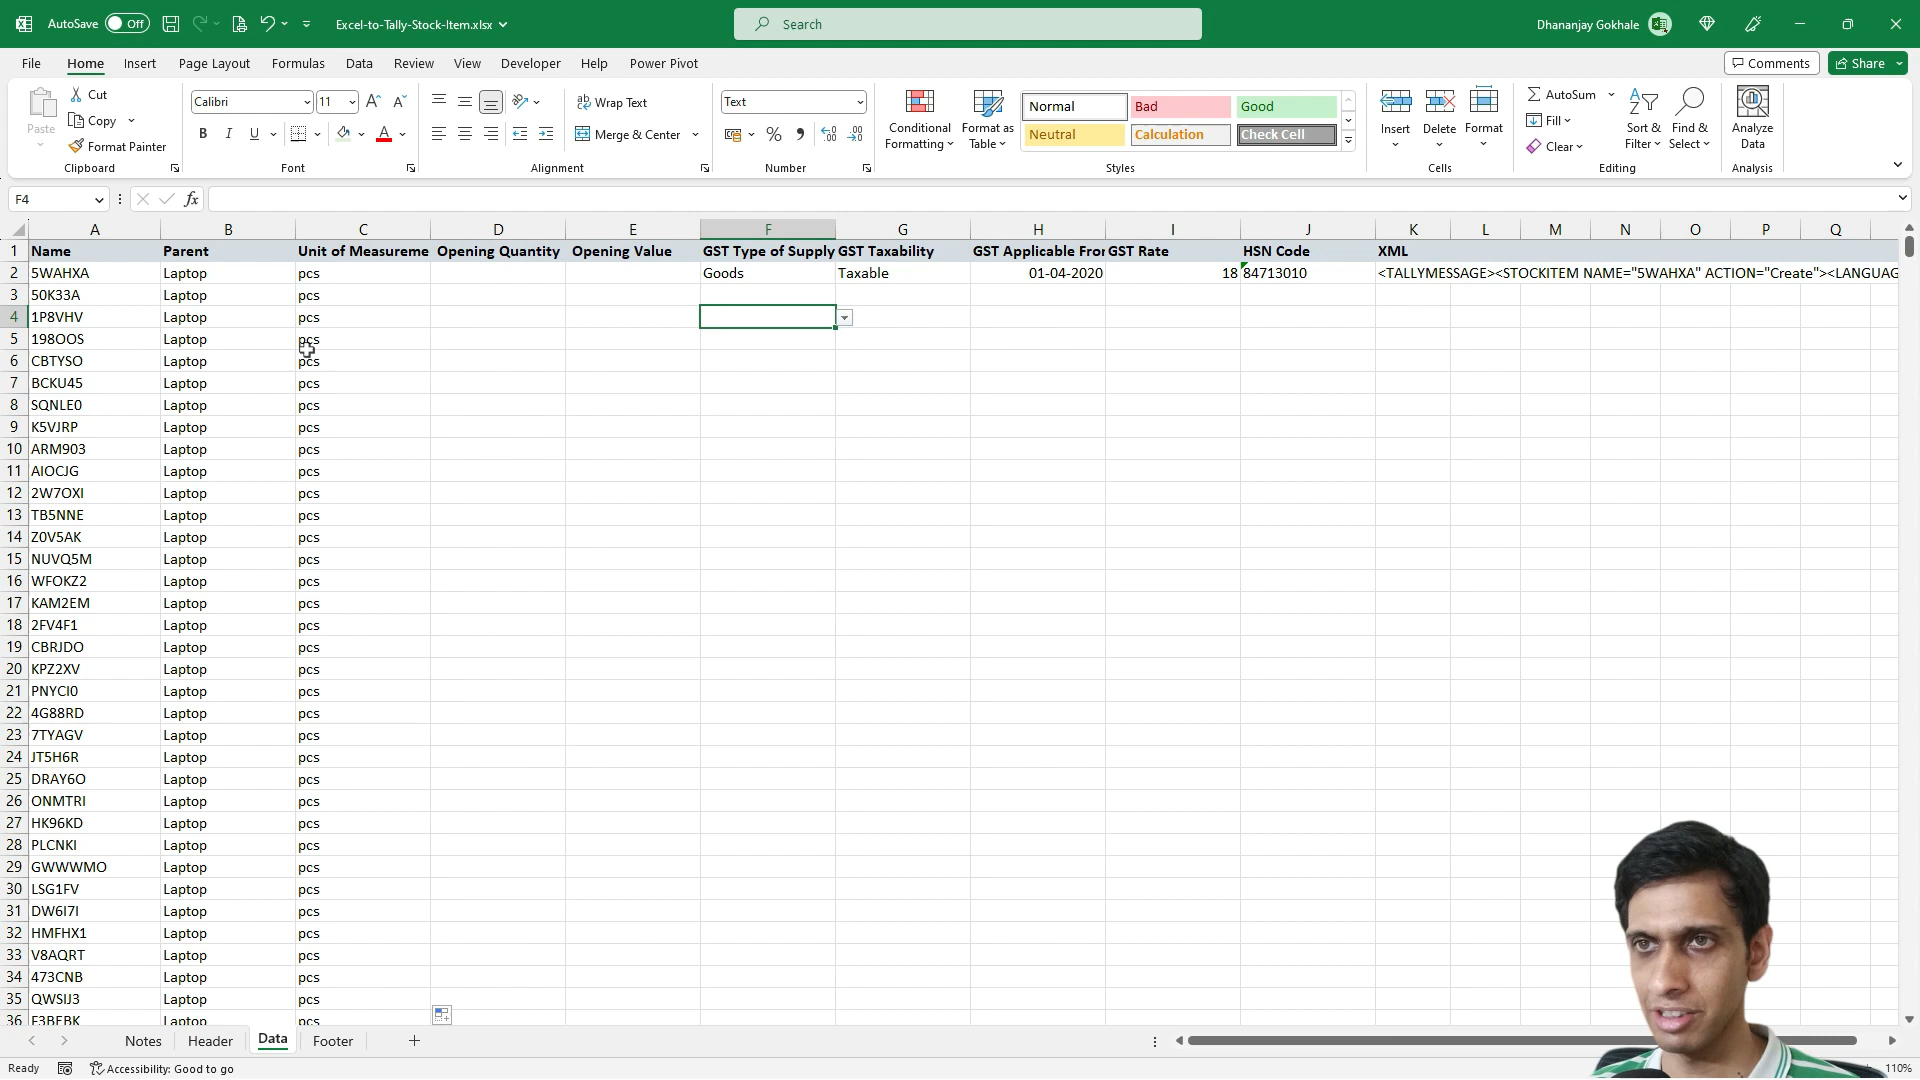 AutoSave Off Excel-to-Tally-Stock-Item.xlsx Search Dhananjay Gokhale
File Home Insert Page Layout Formulas Data Review View Developer Help Power Pivot Comments Share
Paste Cut Copy Format Painter Clipboard
Calibri 11 B I U A Font
ab Wrap Text Merge & Center Alignment
Text % Number
Conditional Formatting Format as Table
Normal Bad Good
Neutral Calculation Check Cell
Styles
Insert Delete Format Cells
AutoSum Fill Clear Sort & Filter Find & Select Editing
Analyze Data Analysis
F4 fx
A B C D E F G H I J K L M N O P Q
1 Name Parent Unit of Measureme Opening Quantity Opening Value GST Type of Supply GST Taxability GST Applicable From GST Rate HSN Code XML
2 5WAHXA Laptop pcs Goods Taxable 01-04-2020 18 84713010 <TALLYMESSAGE><STOCKITEM NAME="5WAHXA" ACTION="Create"><LANGUAG
3 50K33A Laptop pcs
4 1P8VHV Laptop pcs
5 198OOS Laptop pcs
6 CBTYSO Laptop pcs
7 BCKU45 Laptop pcs
8 SQNLE0 Laptop pcs
9 K5VJRP Laptop pcs
10 ARM903 Laptop pcs
11 AIOCJG Laptop pcs
12 2W7OXI Laptop pcs
13 TB5NNE Laptop pcs
14 Z0V5AK Laptop pcs
15 NUVQ5M Laptop pcs
16 WFOKZ2 Laptop pcs
17 KAM2EM Laptop pcs
18 2FV4F1 Laptop pcs
19 CBRJDO Laptop pcs
20 KPZ2XV Laptop pcs
21 PNYCI0 Laptop pcs
22 4G88RD Laptop pcs
23 7TYAGV Laptop pcs
24 JT5H6R Laptop pcs
25 DRAY6O Laptop pcs
26 ONMTRI Laptop pcs
27 HK96KD Laptop pcs
28 PLCNKI Laptop pcs
29 GWWWMO Laptop pcs
30 LSG1FV Laptop pcs
31 DW6I7I Laptop pcs
32 HMFHX1 Laptop pcs
33 V8AQRT Laptop pcs
34 473CNB Laptop pcs
35 QWSIJ3 Laptop pcs
36 F3BFBK Laptop pcs
Notes Header Data Footer
Ready Accessibility: Good to go 110%